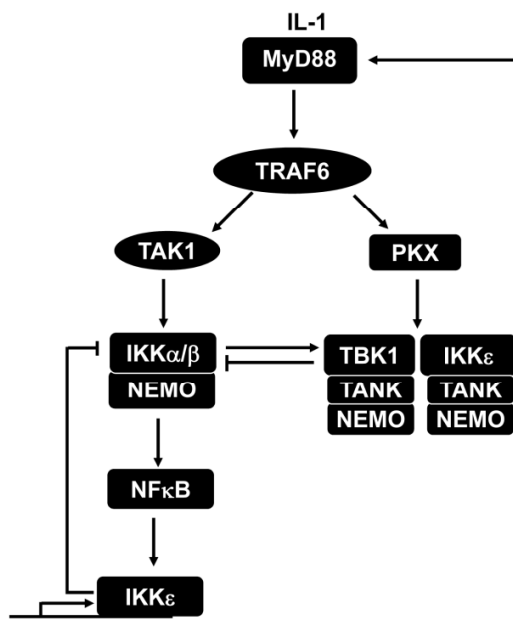 IL-1
MyD88
TRAF6
TAK1
PKX
IKKα/β
TBK1
IKKε
NEMO
TANK
TANK
NEMO
NEMO
NFκB
IKKε